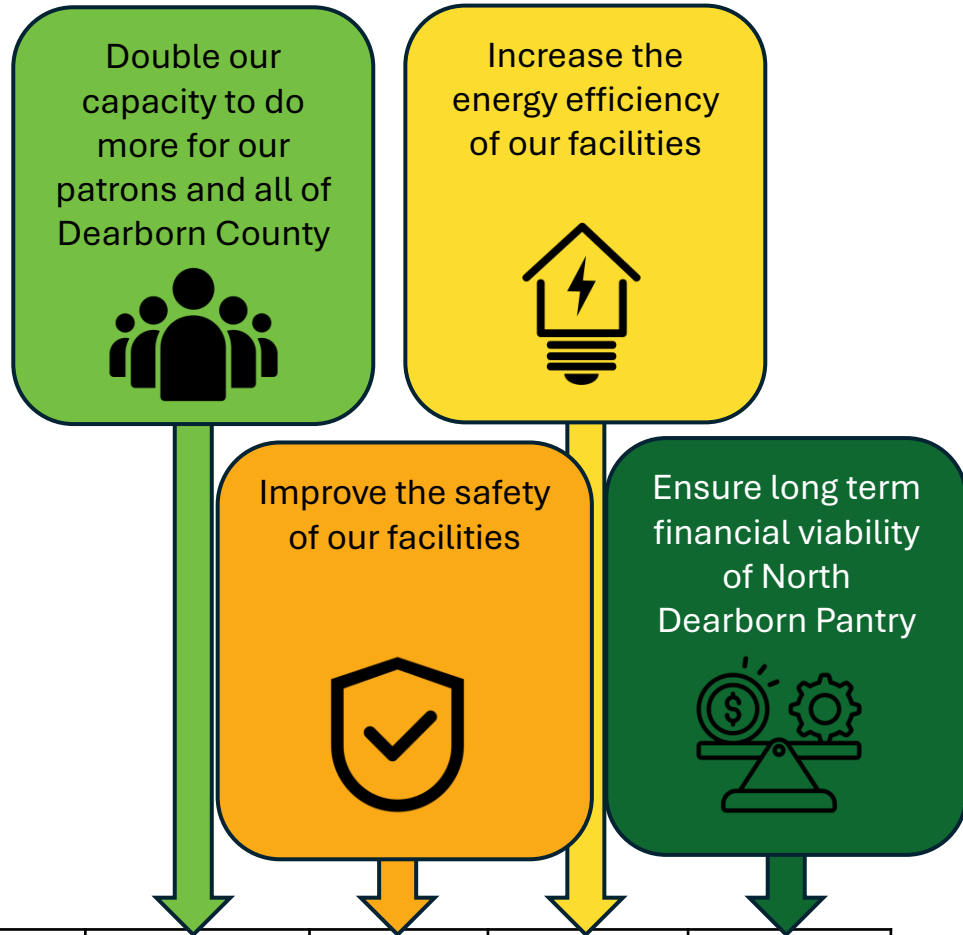 Double our
capacity to do
more for our
patrons and all of
Dearborn County
Increase the
energy efficiency
of our facilities
Improve the safety
of our facilities
Ensure long term
financial viability
of North
Dearborn Pantry
$